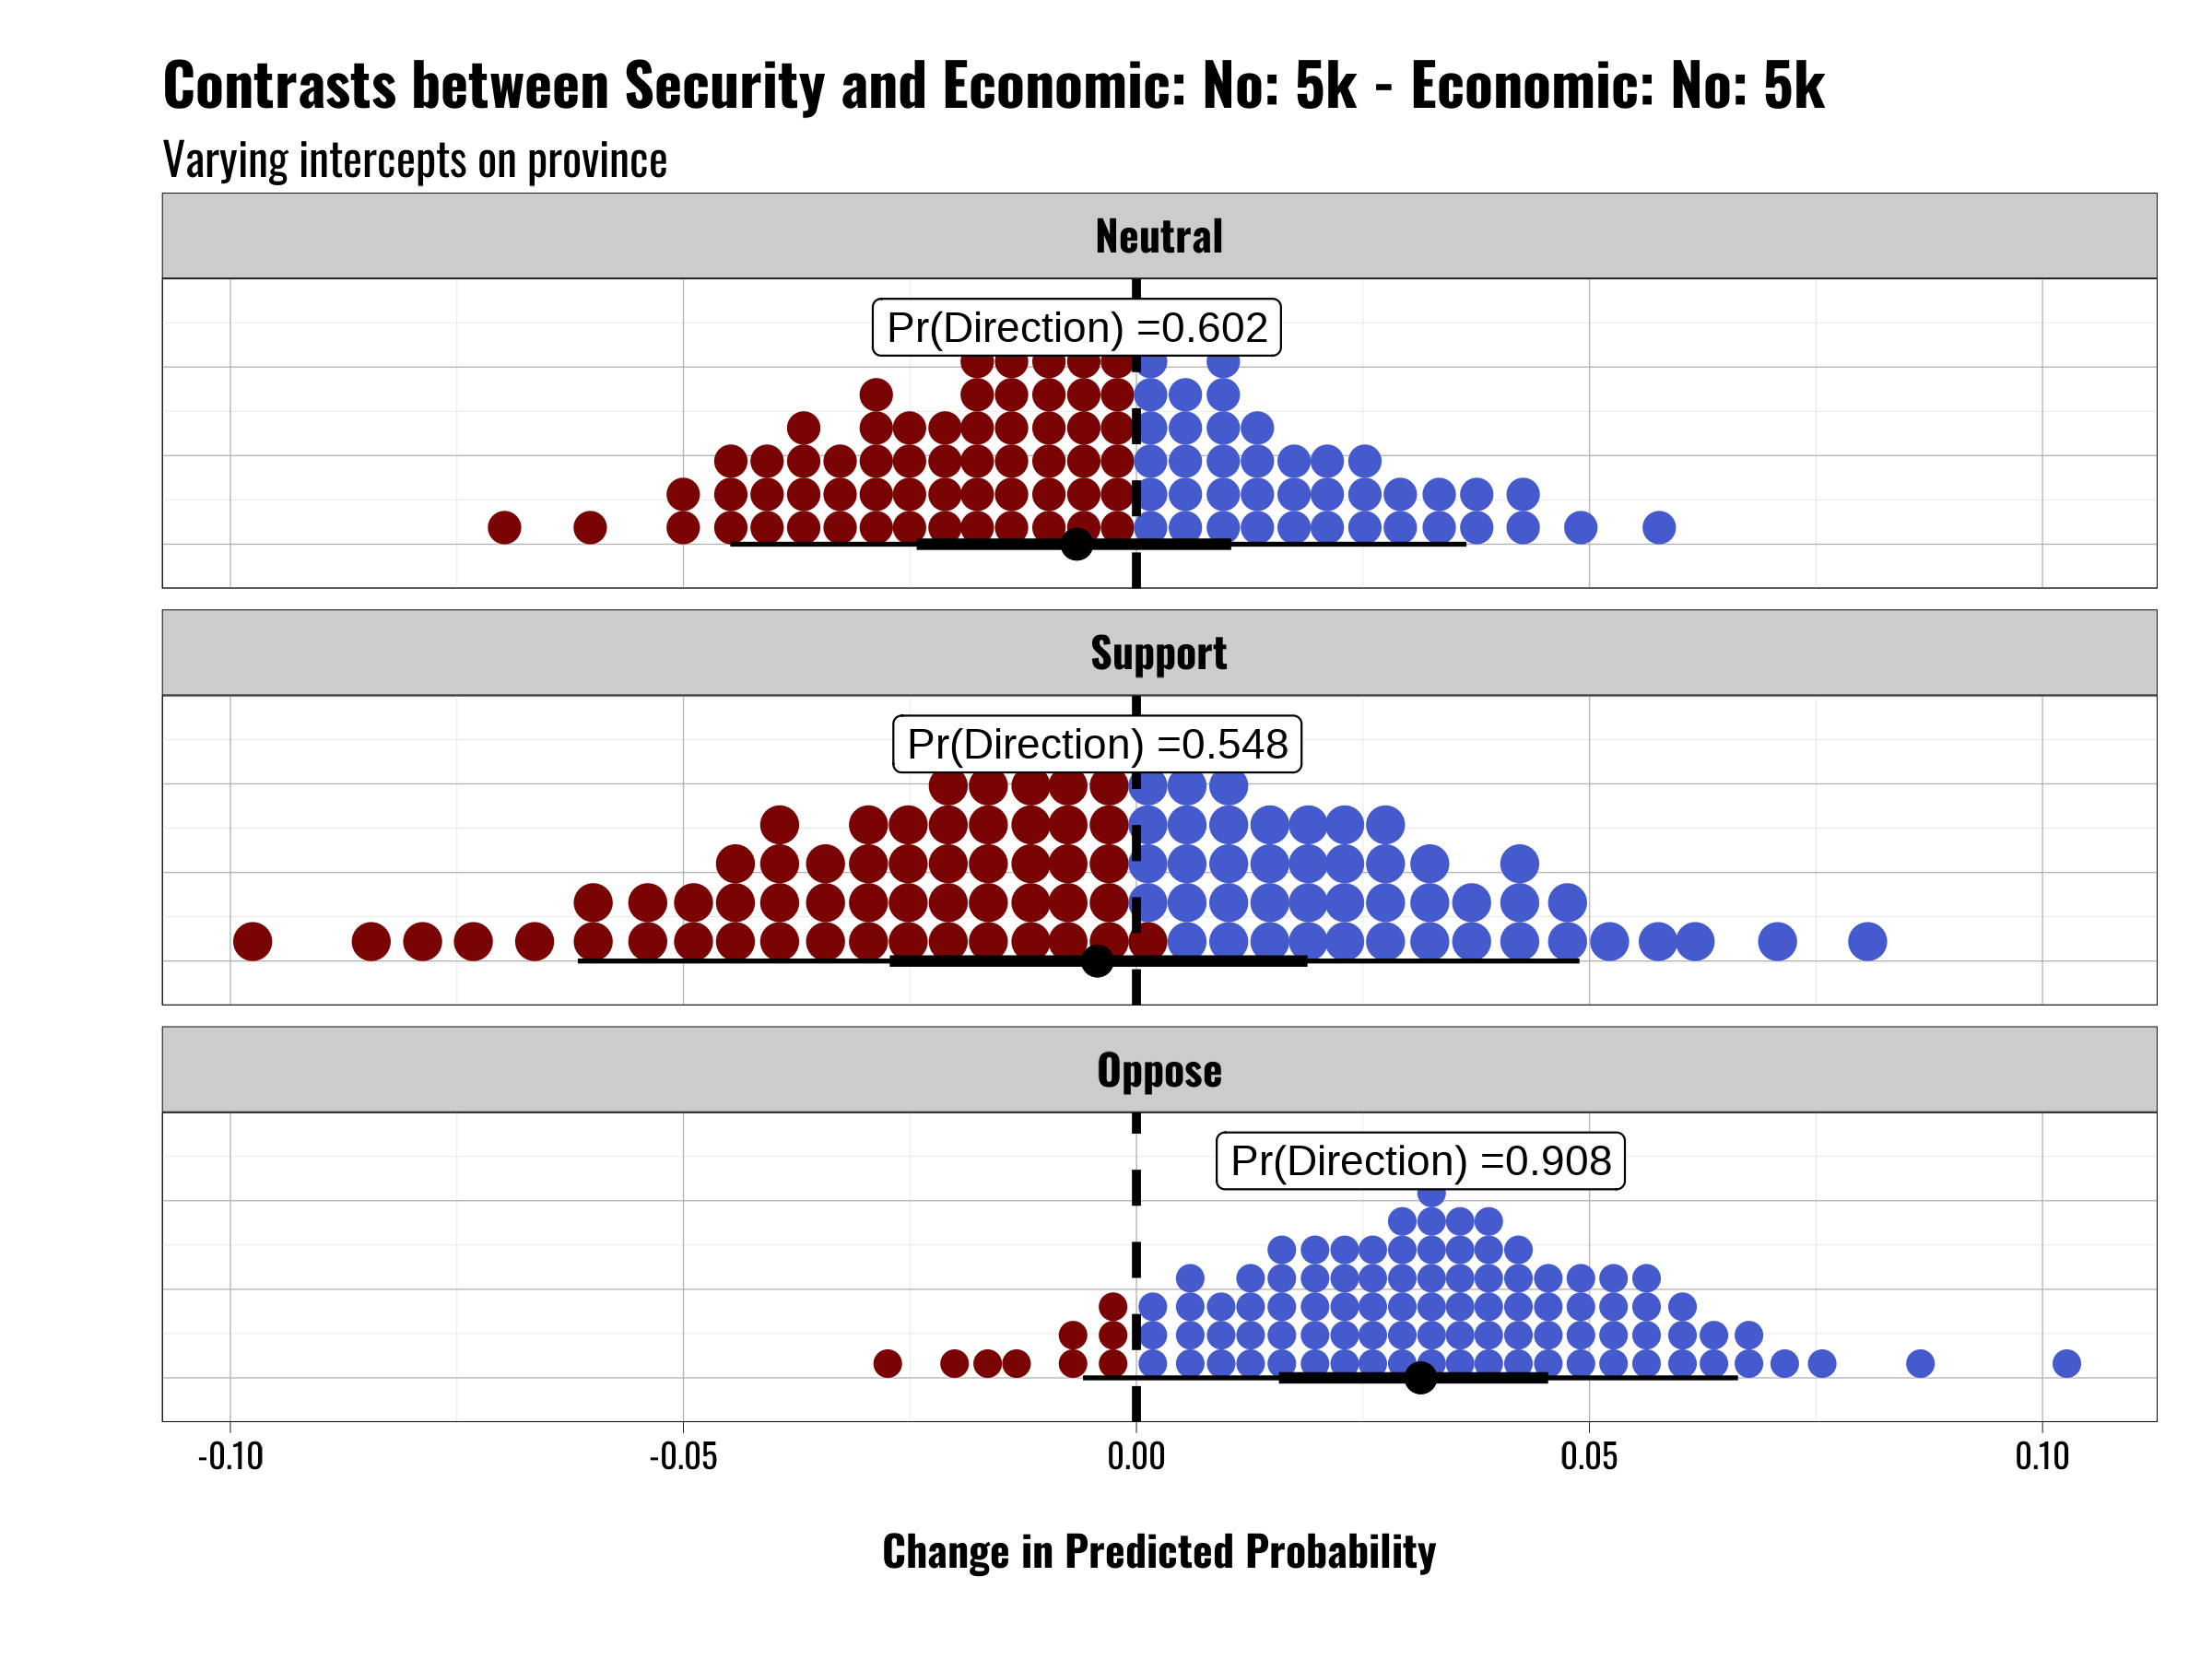 Contrasts between Security and Economic: No: 5k - Economic: No: 5k
Varying intercepts on province
Neutral
Pr(Direction) =0.602
Support
Pr(Direction) =0.548
Oppose
Pr(Direction) =0.908
-0.10 -0.05 0.00 0.05 0.10
Change in Predicted Probability